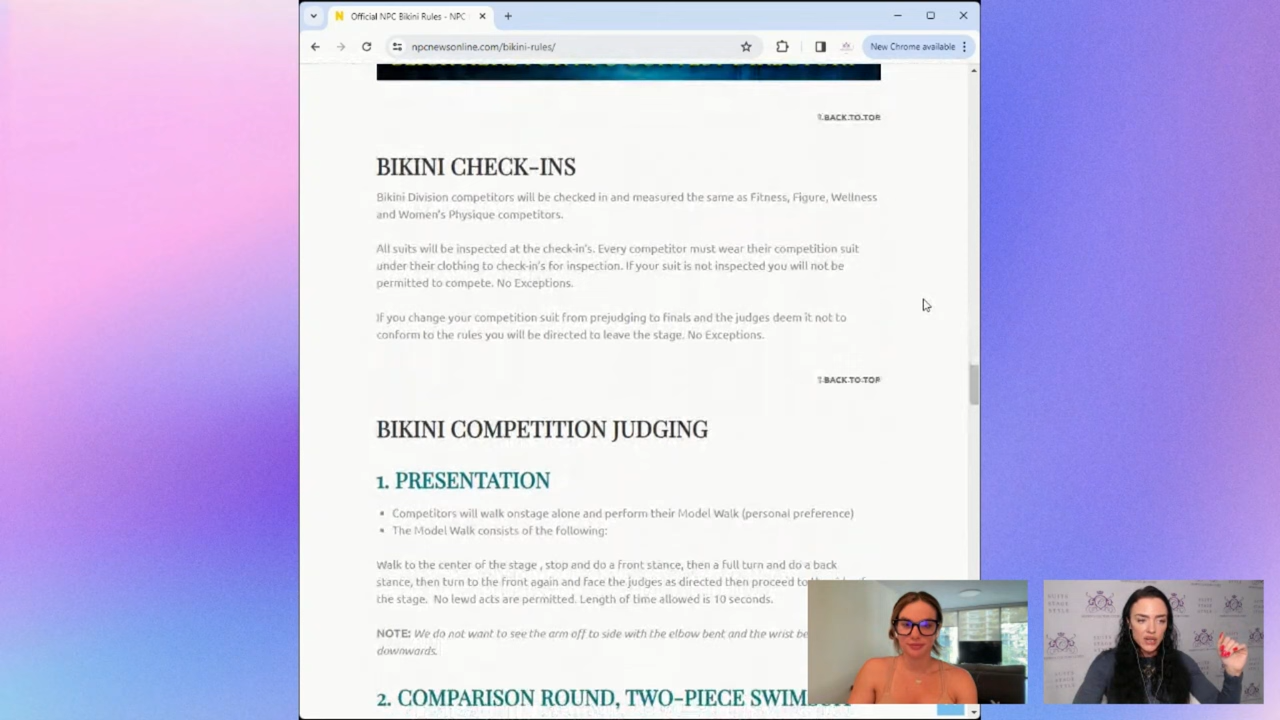 Official NPC Bikini Rules - NPC
npcnewsonline.com/bikini-rules/
New Chrome available
BACK TO TOP
BIKINI CHECK-INS
Bikini Division competitors will be checked in and measured the same as Fitness, Figure, Wellness
and Women's Physique competitors.
All suits will be inspected at the check-in's. Every competitor must wear their competition suit
under their clothing to check-in's for inspection. If your suit is not inspected you will not be
permitted to compete. No Exceptions.
If you change your competition suit from prejudging to finals and the judges deem it not to
conform to the rules you will be directed to leave the stage. No Exceptions.
BACK TO TOP
BIKINI COMPETITION JUDGING
1. PRESENTATION
• Competitors will walk onstage alone and perform their Model Walk (personal preference)
• The Model Walk consists of the following:
Walk to the center of the stage , stop and do a front stance, then a full turn and do a back
stance, then turn to the front again and face the judges as directed then proceed to
the stage. No lewd acts are permitted. Length of time allowed is 10 seconds.
NOTE: We do not want to see the arm off to side with the elbow bent and the wrist be
downwards.
2. COMPARISON ROUND, TWO-PIECE